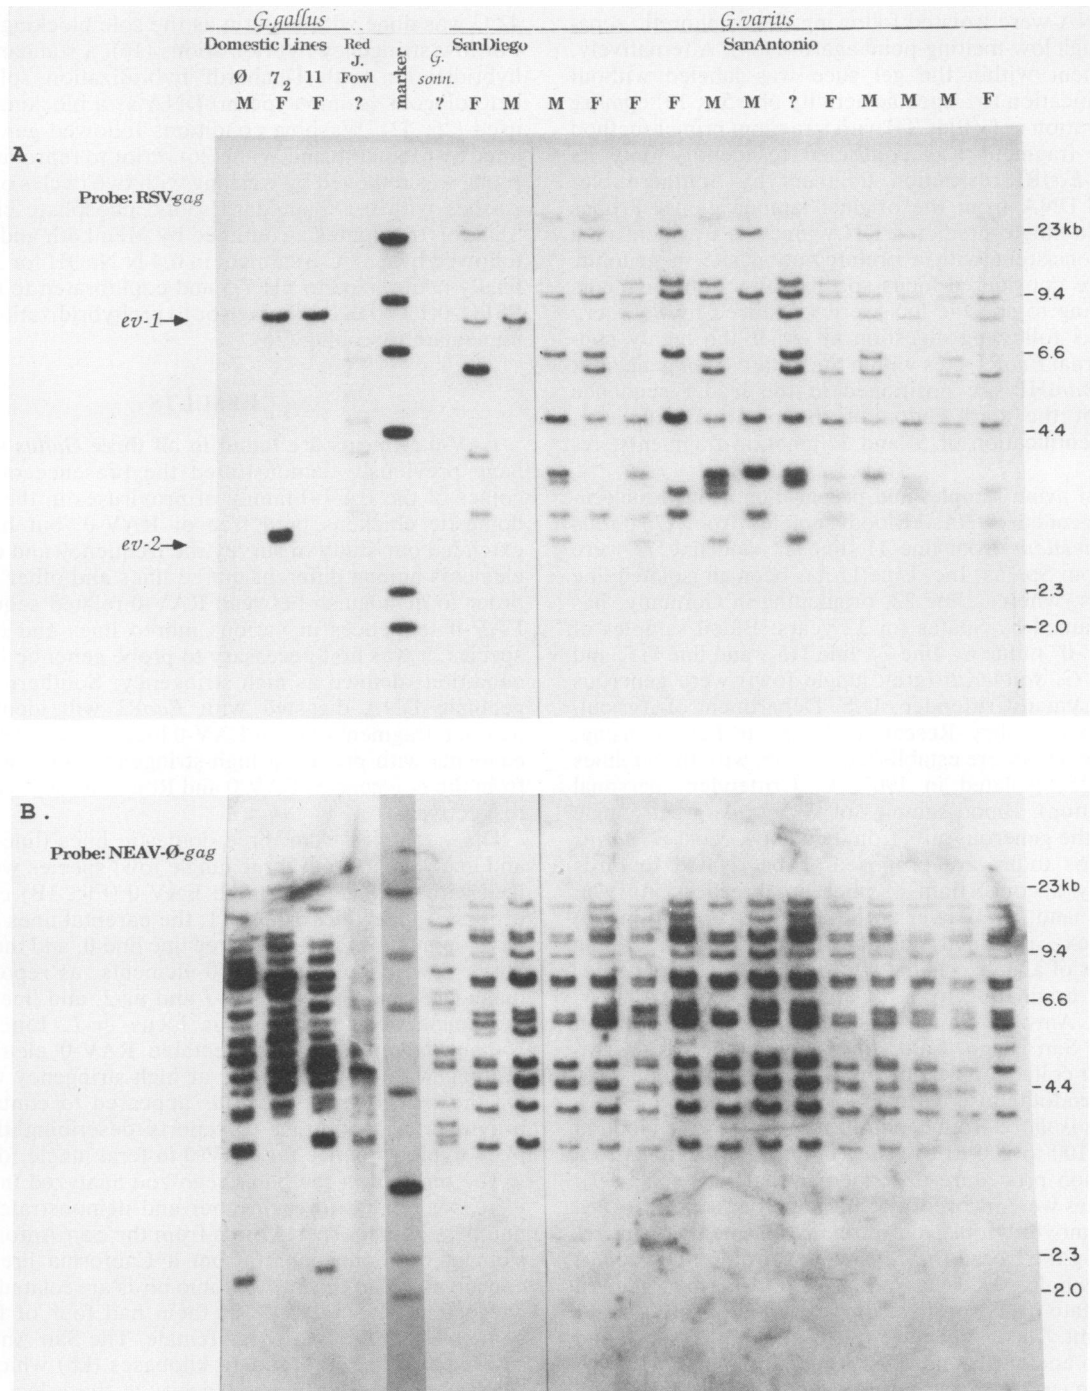 G.gallus G.varius
Domestic Lines Red J. Fowl marker G. sonn. SanDiego SanAntonio
Ø 7₂ 11
M F F ? ? F M M F F F M M ? F M M M F
A.
Probe: RSV-gag
-23kb
-9.4
ev-1→
-6.6
-4.4
ev-2→
-2.3
-2.0
B.
Probe: NEAV-Ø-gag
-23kb
-9.4
-6.6
-4.4
-2.3
-2.0